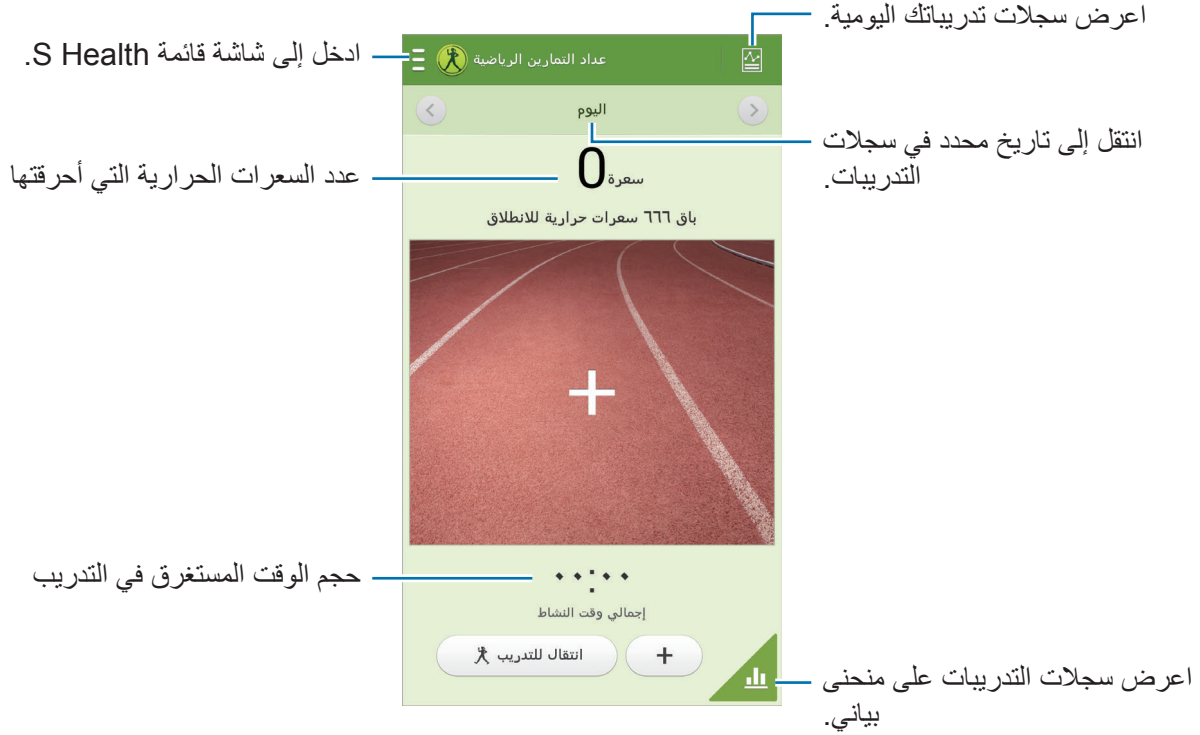 اعرض سجلات تدريباتك اليومية.
ادخل إلى شاشة قائمة S Health.
عداد التمارين الرياضية
اليوم
انتقل إلى تاريخ محدد في سجلات
التدريبات.
عدد السعرات الحرارية التي أحرقتها
0 سعرة
باق ٦٦٦ سعرات حرارية للانطلاق
حجم الوقت المستغرق في التدريب
٠٠:٠٠
إجمالي وقت النشاط
انتقال للتدريب
+
اعرض سجلات التدريبات على منحنى
بياني.